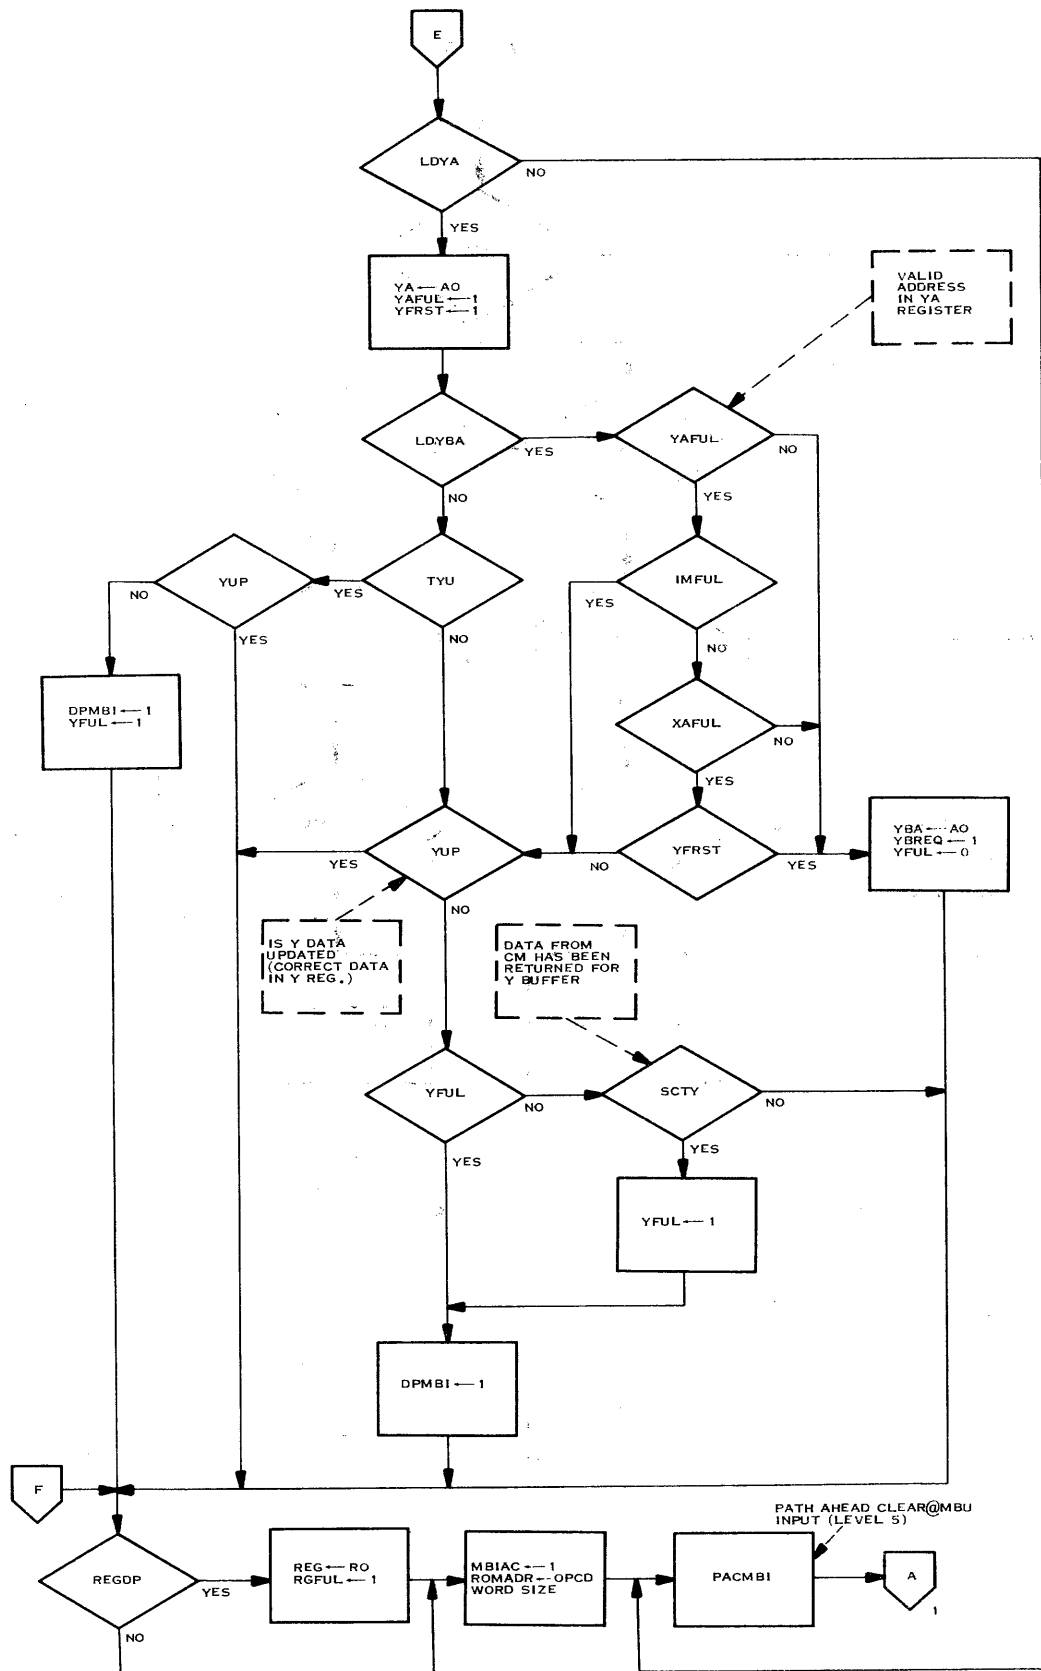 E
LDYA
NO
YES
YA←AO
YAFUL←1
YFRST←1
VALID
ADDRESS
IN YA
REGISTER
LDYBA
YES
NO
YAFUL
NO
YES
YUP
NO
YES
TYU
YES
NO
IMFUL
YES
NO
DPMBI←1
YFUL←1
XAFUL
NO
YES
YUP
YES
NO
YFRST
NO
YES
YBA←AO
YBREQ←1
YFUL←0
IS Y DATA
UPDATED
(CORRECT DATA
IN Y REG.)
DATA FROM
CM HAS BEEN
RETURNED FOR
Y BUFFER
YFUL
NO
YES
SCTY
NO
YES
YFUL←1
DPMBI←1
F
PATH AHEAD CLEAR@MBU
INPUT (LEVEL 5)
REGDP
YES
NO
REG←RO
RGFUL←1
MBIAC←1
ROMADR←OPCD
WORD SIZE
PACMBI
A
1